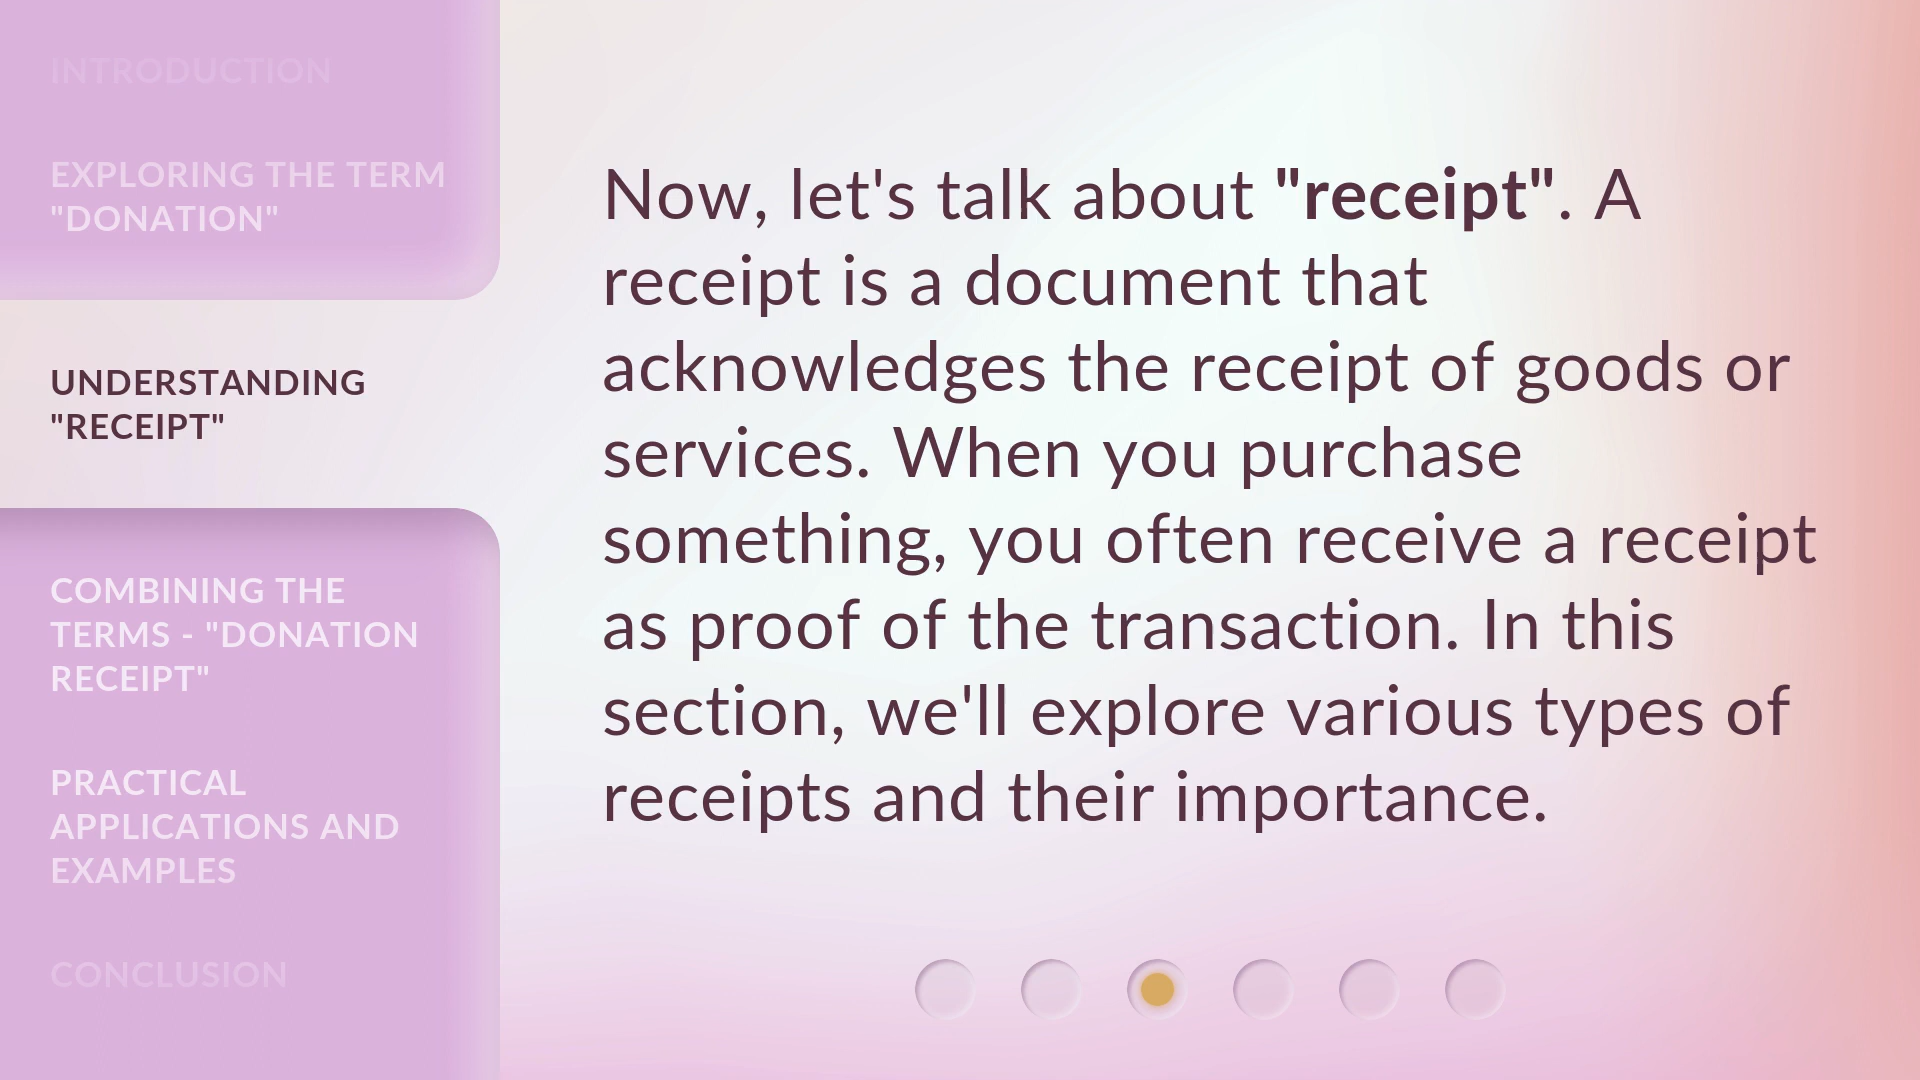 INTRODUCTION
EXPLORING THE TERM
"DONATION"
UNDERSTANDING
"RECEIPT"
COMBINING THE
TERMS - "DONATION
RECEIPT"
PRACTICAL
APPLICATIONS AND
EXAMPLES
CONCLUSION
Now, let's talk about "receipt". A
receipt is a document that
acknowledges the receipt of goods or
services. When you purchase
something, you often receive a receipt
as proof of the transaction. In this
section, we'll explore various types of
receipts and their importance.